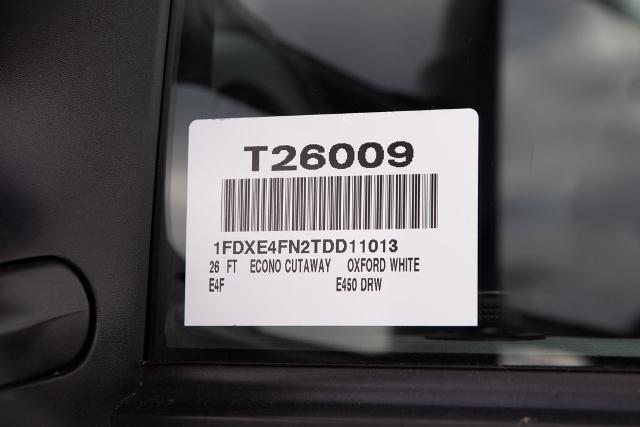 T26009
1FDXE4FN2TDD11013
26 FT ECONO CUTAWAY OXFORD WHITE
E4F E450 DRW